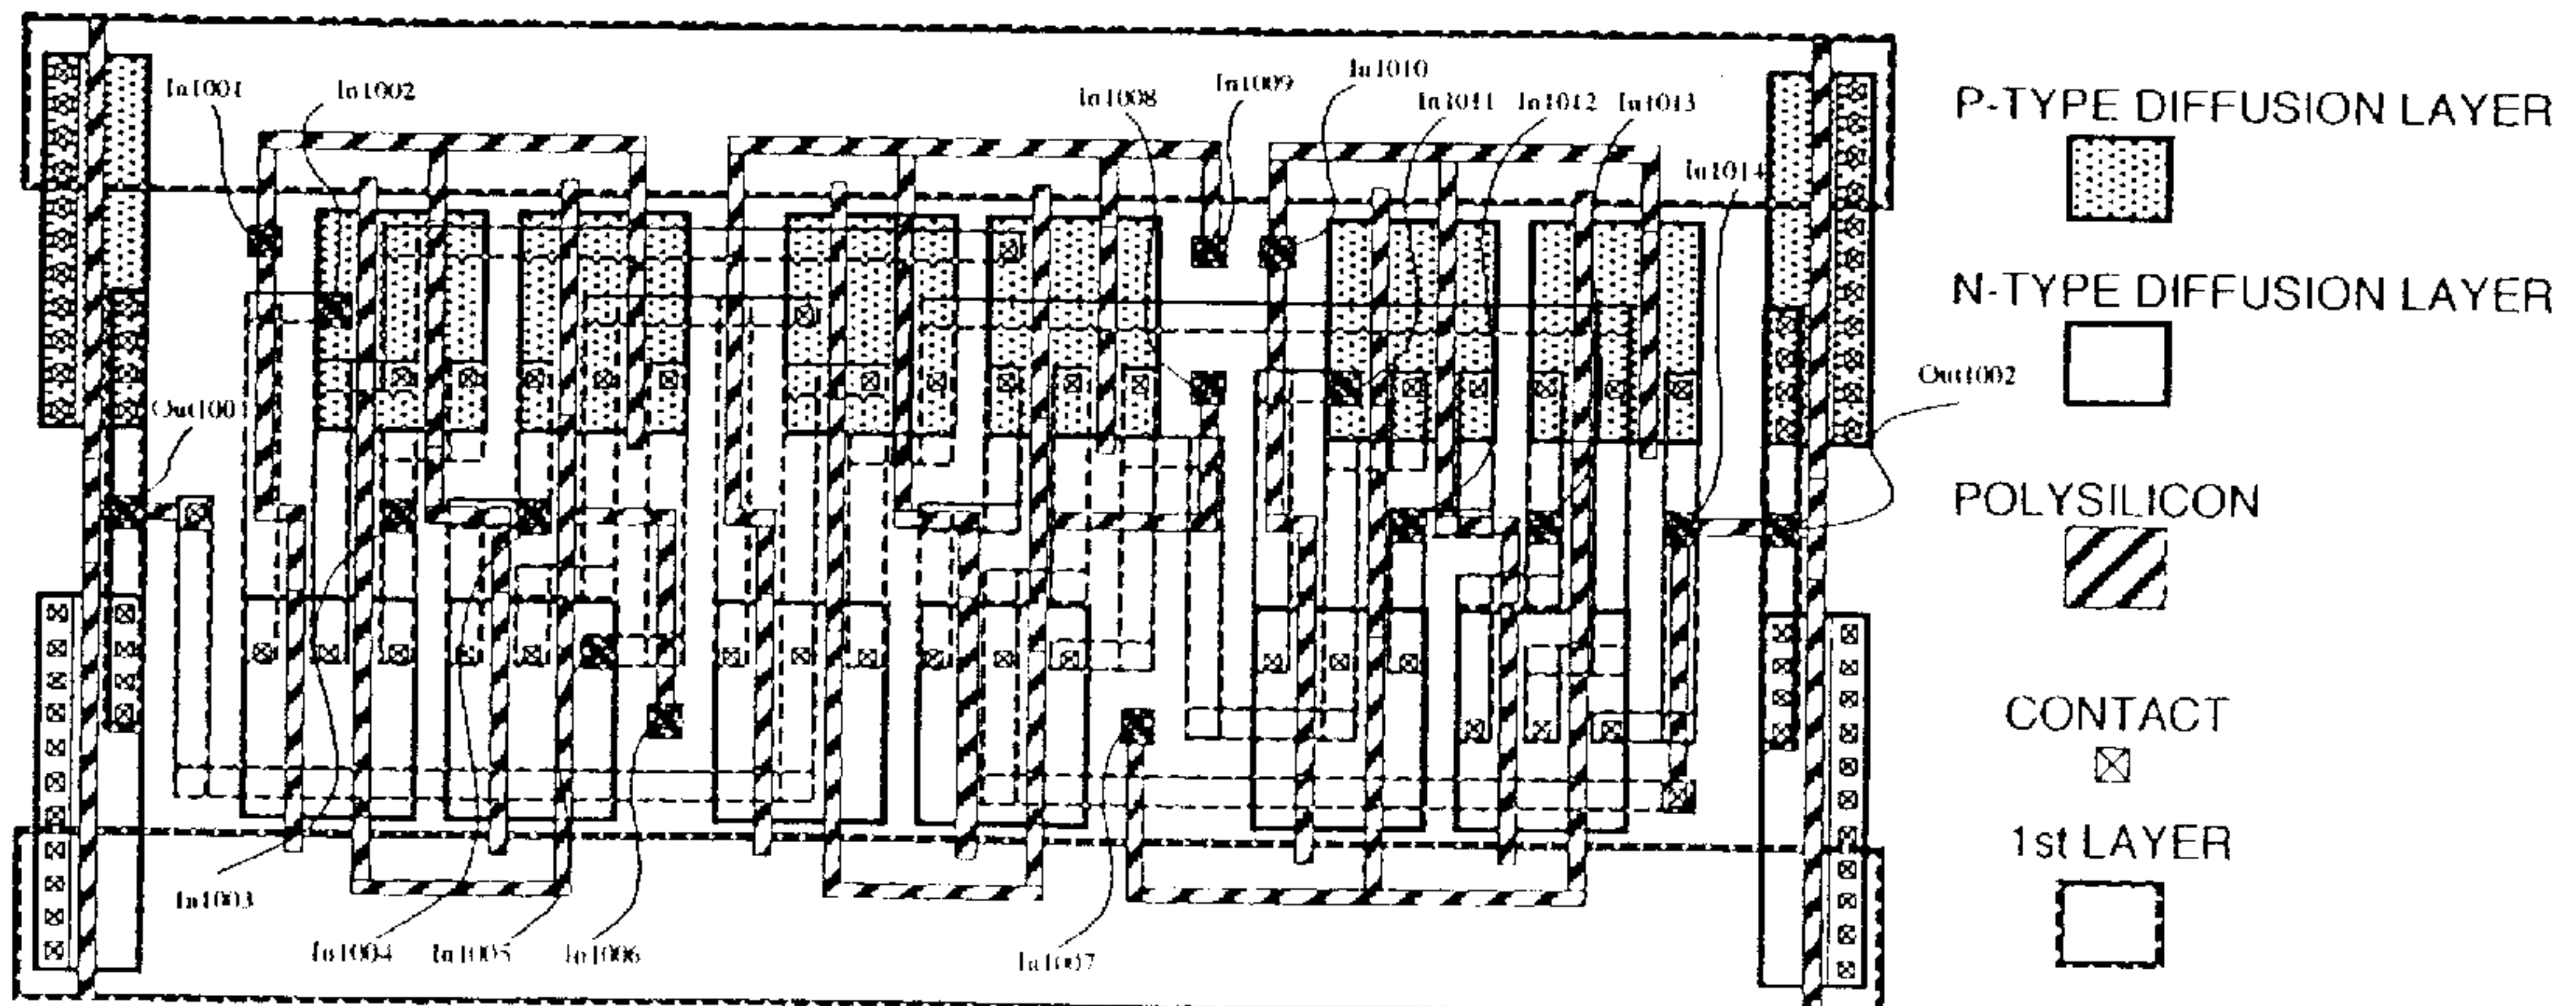 In1001
In1002
In1008
In1009
In1010
In1011
In1012
In1013
In1014
Out1001
Out1002
In1003
In1004
In1005
In1006
In1007
P-TYPE DIFFUSION LAYER
N-TYPE DIFFUSION LAYER
POLYSILICON
CONTACT
1st LAYER